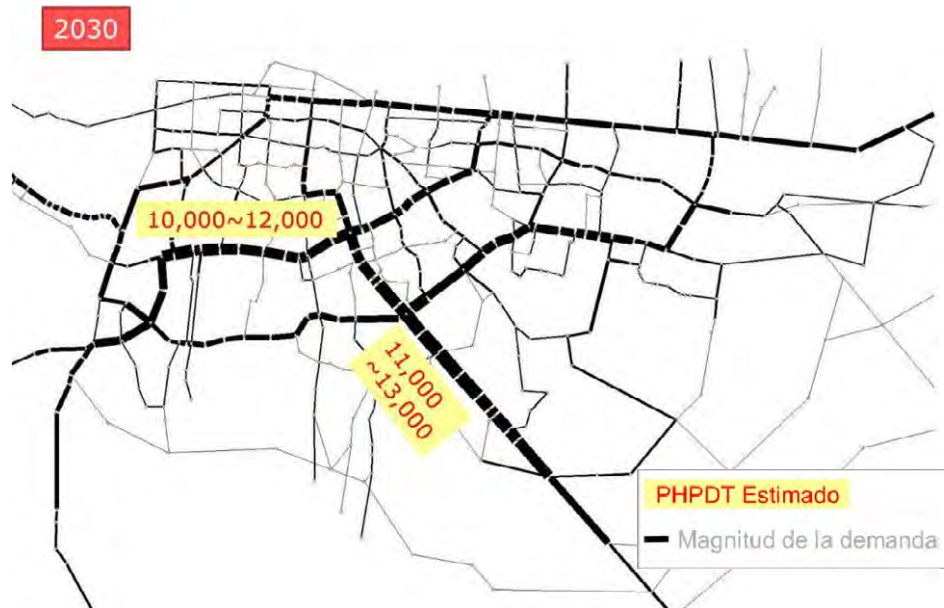 2030
10,000~12,000
11,000
~13,000
PHPDT Estimado
Magnitud de la demanda